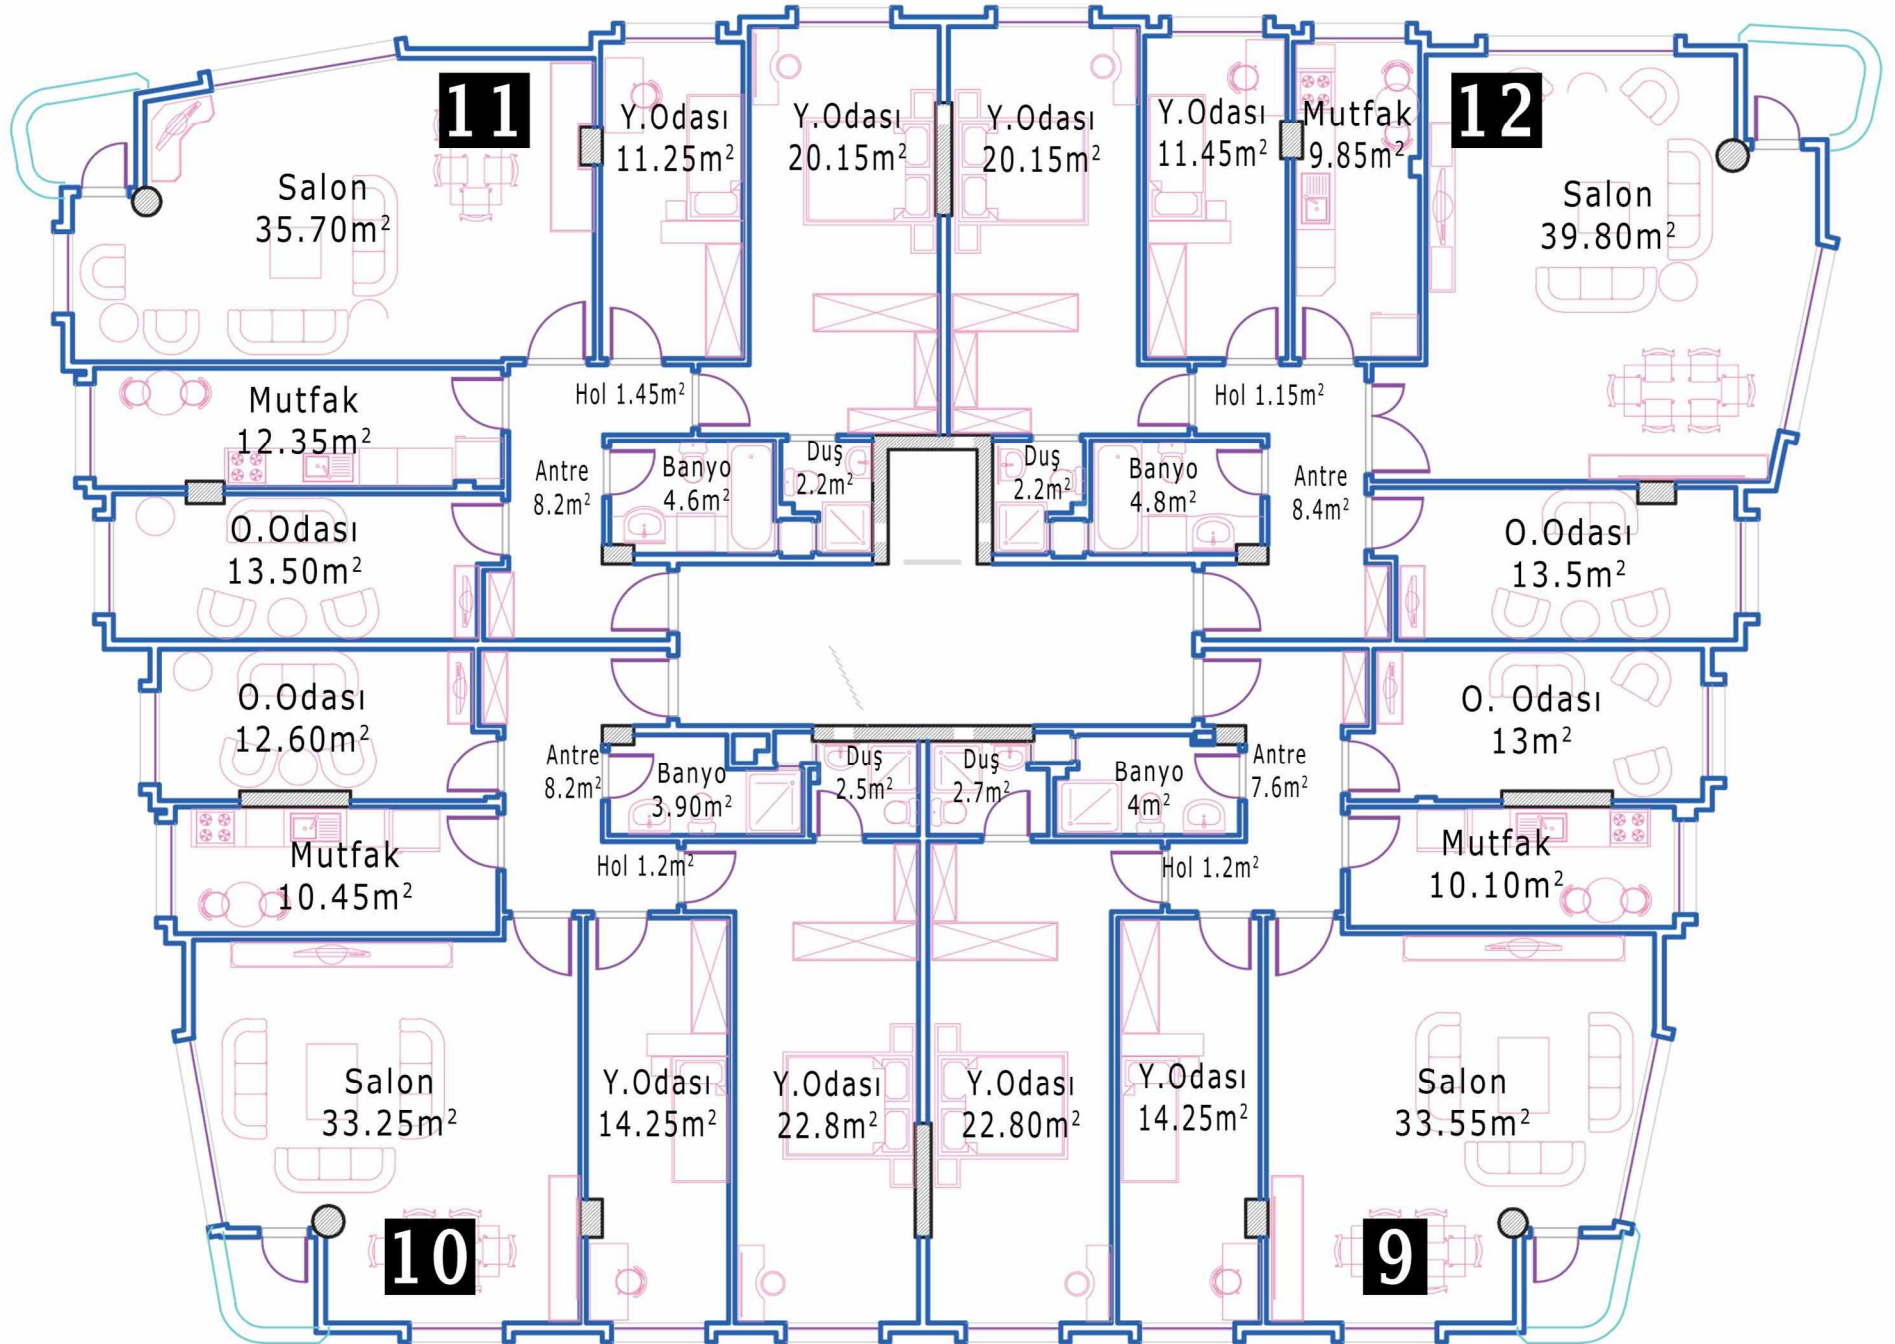 11
Salon
35.70m²
Y.Odası
11.25m²
Y.Odası
20.15m²
Y.Odası
20.15m²
Y.Odası
11.45m²
Mutfak
9.85m²
12
Salon
39.80m²
Mutfak
12.35m²
Hol 1.45m²
Hol 1.15m²
O.Odası
13.50m²
Antre
8.2m²
Banyo
4.6m²
Duş
2.2m²
Duş
2.2m²
Banyo
4.8m²
Antre
8.4m²
O.Odası
13.5m²
O.Odası
12.60m²
Antre
8.2m²
Banyo
3.90m²
Duş
2.5m²
Duş
2.7m²
Banyo
4m²
Antre
7.6m²
O. Odası
13m²
Mutfak
10.45m²
Hol 1.2m²
Hol 1.2m²
Mutfak
10.10m²
Salon
33.25m²
Y.Odası
14.25m²
Y.Odası
22.8m²
Y.Odası
22.80m²
Y.Odası
14.25m²
Salon
33.55m²
10
9